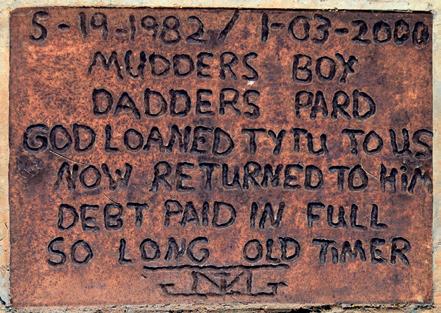 5-19-1982 / 1-03-2000
MUDDERS BOY
DADDERS PARD
GOD LOANED TYTU TO US
NOW RETURNED TO HIM
DEBT PAID IN FULL
SO LONG OLD TIMER